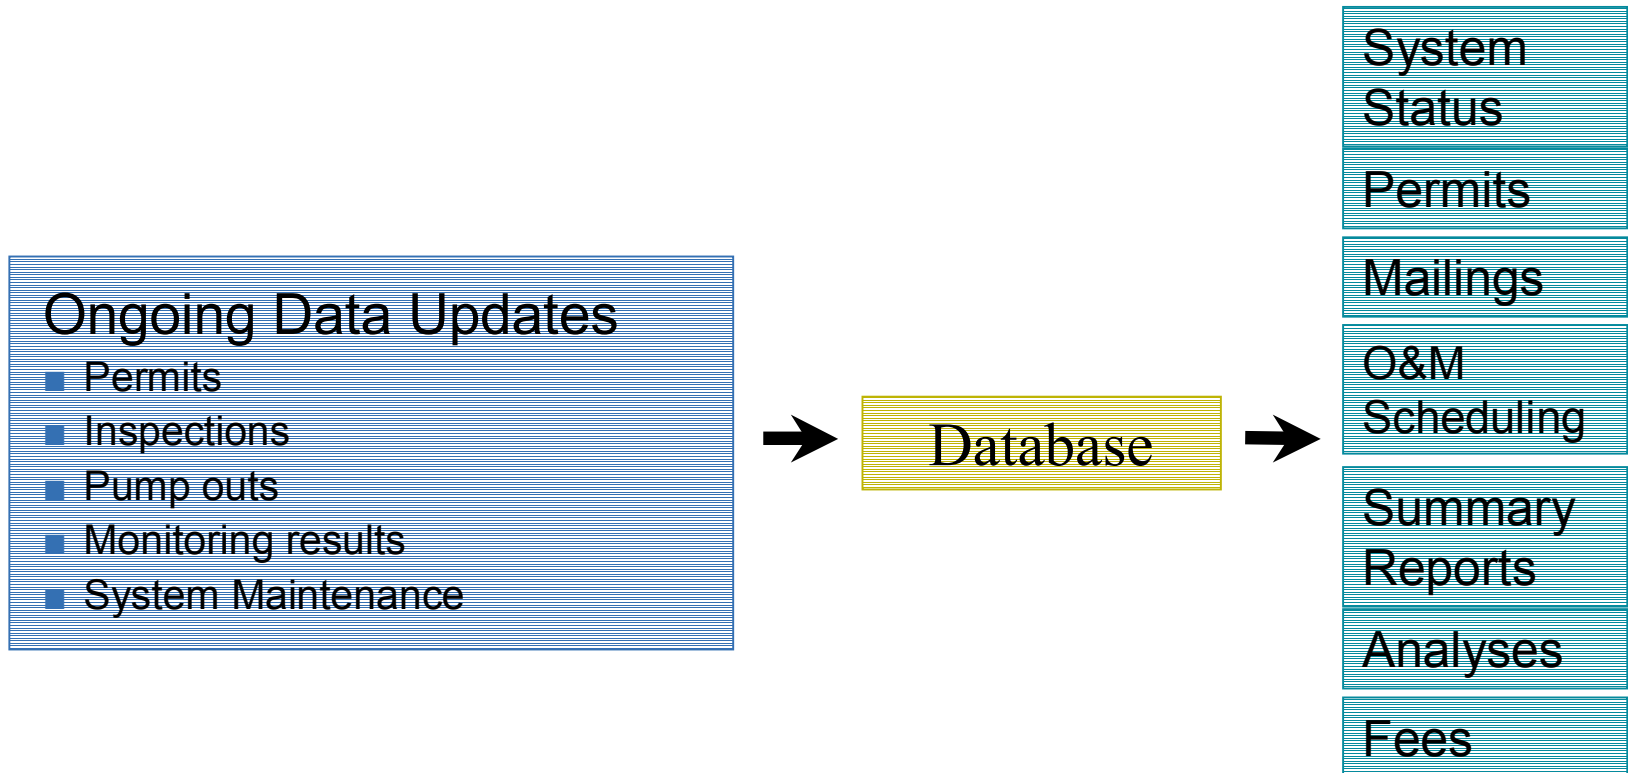 Ongoing Data Updates
Permits
Inspections
Pump outs
Monitoring results
System Maintenance
Database
System
Status
Permits
Mailings
O&M
Scheduling
Summary
Reports
Analyses
Fees